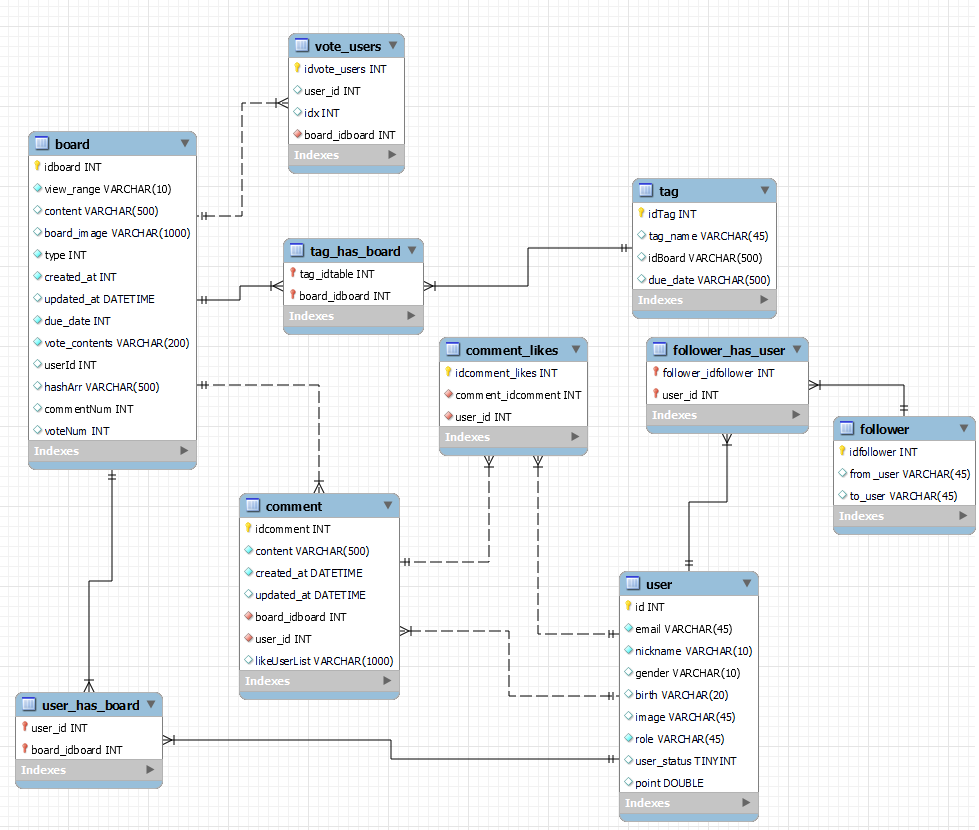 vote_users
idvote_users INT
user_id INT
idx INT
board_idboard INT
Indexes
board
idboard INT
view_range VARCHAR(10)
content VARCHAR(500)
board_image VARCHAR(1000)
type INT
created_at INT
updated_at DATETIME
due_date INT
vote_contents VARCHAR(200)
userId INT
hashArr VARCHAR(500)
commentNum INT
voteNum INT
Indexes
tag
idTag INT
tag_name VARCHAR(45)
idBoard VARCHAR(500)
due_date VARCHAR(500)
Indexes
tag_has_board
tag_idtable INT
board_idboard INT
Indexes
comment_likes
idcomment_likes INT
comment_idcomment INT
user_id INT
Indexes
follower_has_user
follower_idfollower INT
user_id INT
Indexes
follower
idfollower INT
from_user VARCHAR(45)
to_user VARCHAR(45)
Indexes
comment
idcomment INT
content VARCHAR(500)
created_at DATETIME
updated_at DATETIME
board_idboard INT
user_id INT
likeUserList VARCHAR(1000)
Indexes
user
id INT
email VARCHAR(45)
nickname VARCHAR(10)
gender VARCHAR(10)
birth VARCHAR(20)
image VARCHAR(45)
role VARCHAR(45)
user_status TINYINT
point DOUBLE
Indexes
user_has_board
user_id INT
board_idboard INT
Indexes